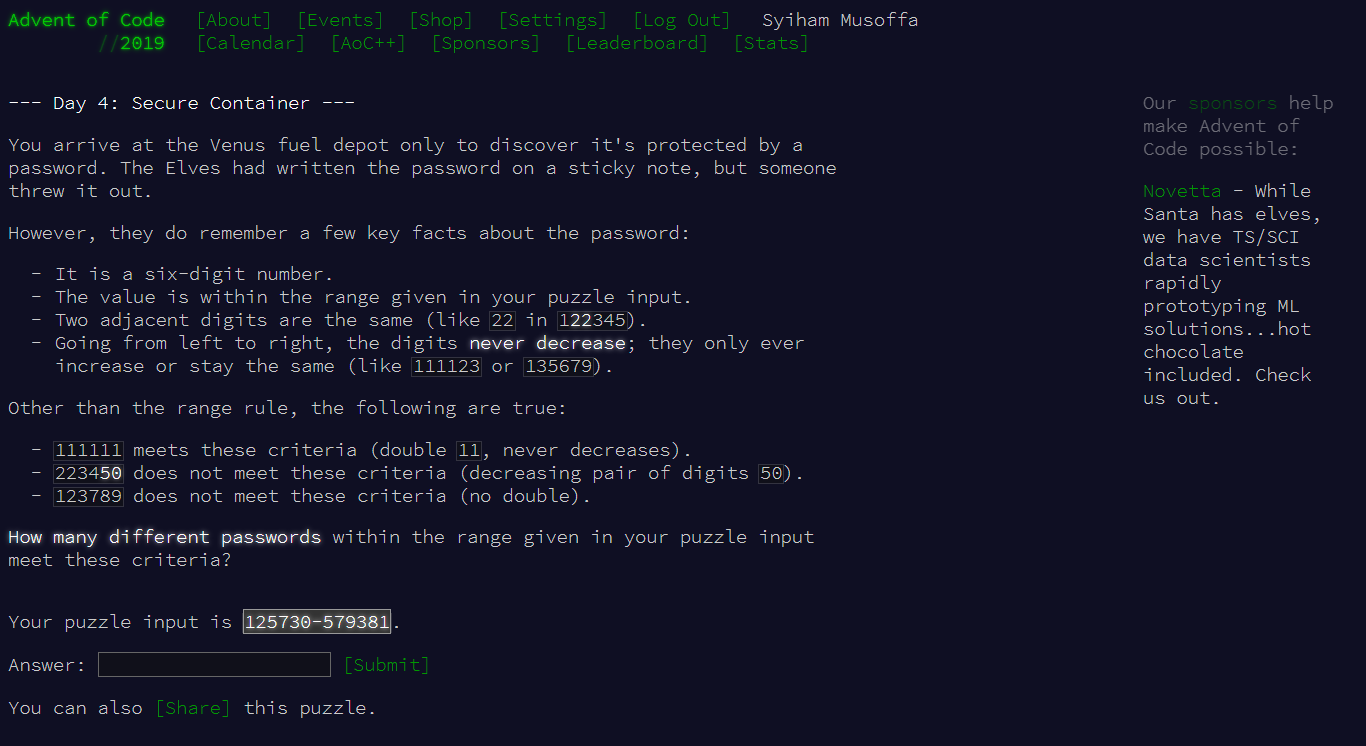 Advent of Code [About] [Events] [Shop] [Settings] [Log Out] Syiham Musoffa
//2019 [Calendar] [AoC++] [Sponsors] [Leaderboard] [Stats]
--- Day 4: Secure Container ---
You arrive at the Venus fuel depot only to discover it's protected by a
password. The Elves had written the password on a sticky note, but someone
threw it out.
However, they do remember a few key facts about the password:
- It is a six-digit number.
- The value is within the range given in your puzzle input.
- Two adjacent digits are the same (like 22 in 122345).
- Going from left to right, the digits never decrease; they only ever
increase or stay the same (like 111123 or 135679).
Other than the range rule, the following are true:
- 111111 meets these criteria (double 11, never decreases).
- 223450 does not meet these criteria (decreasing pair of digits 50).
- 123789 does not meet these criteria (no double).
How many different passwords within the range given in your puzzle input
meet these criteria?
Your puzzle input is 125730-579381.
Answer: [Submit]
You can also [Share] this puzzle.
Our sponsors help
make Advent of
Code possible:
Novetta - While
Santa has elves,
we have TS/SCI
data scientists
rapidly
prototyping ML
solutions...hot
chocolate
included. Check
us out.